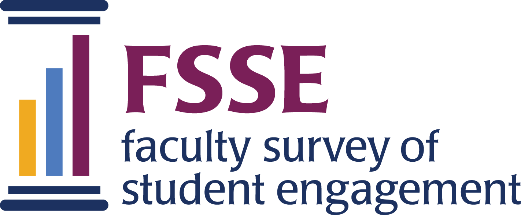 FSSE
faculty survey of
student engagement